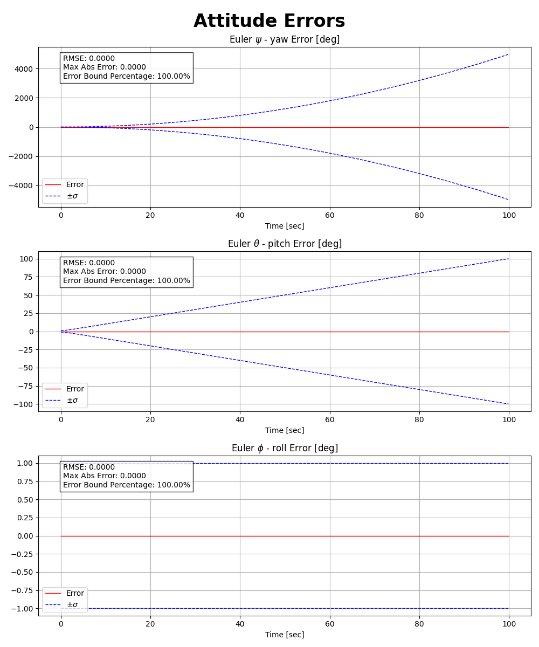 Attitude Errors
Euler ψ - yaw Error [deg]
RMSE: 0.0000
Max Abs Error: 0.0000
Error Bound Percentage: 100.00%
4000
2000
0
−2000
−4000
Error
±σ
0 20 40 60 80 100
Time [sec]
Euler θ - pitch Error [deg]
RMSE: 0.0000
Max Abs Error: 0.0000
Error Bound Percentage: 100.00%
100
75
50
25
0
−25
−50
−75
−100
Error
±σ
0 20 40 60 80 100
Time [sec]
Euler ϕ - roll Error [deg]
RMSE: 0.0000
Max Abs Error: 0.0000
Error Bound Percentage: 100.00%
1.00
0.75
0.50
0.25
0.00
−0.25
−0.50
−0.75
−1.00
Error
±σ
0 20 40 60 80 100
Time [sec]